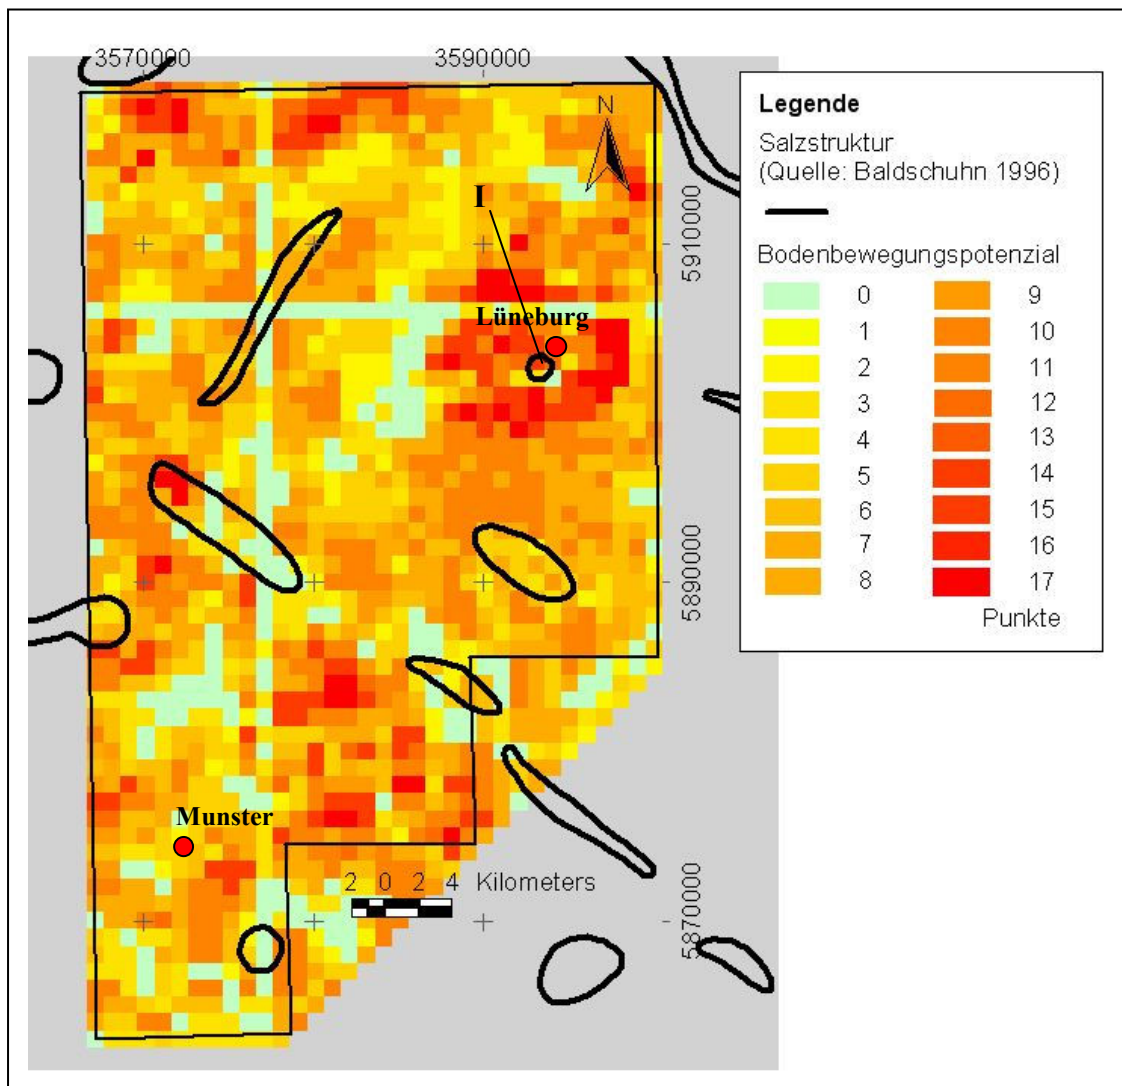 3570000
3590000
N
I
5910000
Lüneburg
5890000
Munster
2 0 2 4 Kilometers
5870000
Legende
Salzstruktur
(Quelle: Baldschuhn 1996)
Bodenbewegungspotenzial
0 9
1 10
2 11
3 12
4 13
5 14
6 15
7 16
8 17
Punkte